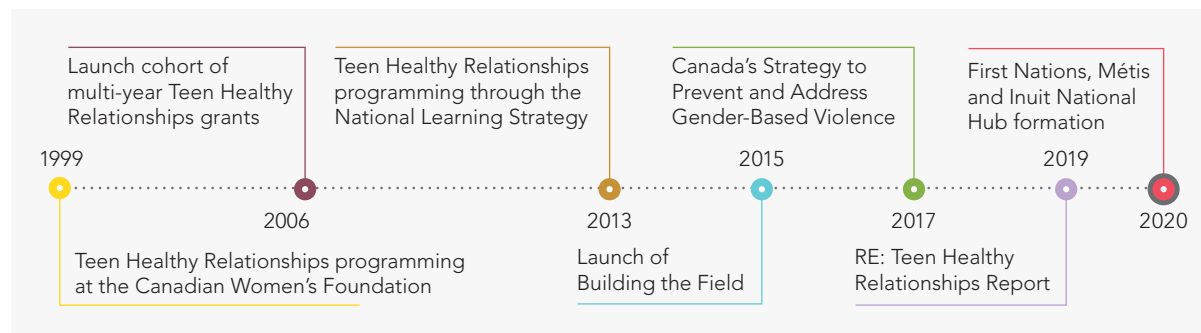 Launch cohort of
multi-year Teen Healthy
Relationships grants
Teen Healthy Relationships
programming through the
National Learning Strategy
Canada’s Strategy to
Prevent and Address
Gender-Based Violence
First Nations, Métis
and Inuit National
Hub formation
1999
2015
2019
2006
2013
2017
2020
Teen Healthy Relationships programming
at the Canadian Women’s Foundation
Launch of
Building the Field
RE: Teen Healthy
Relationships Report